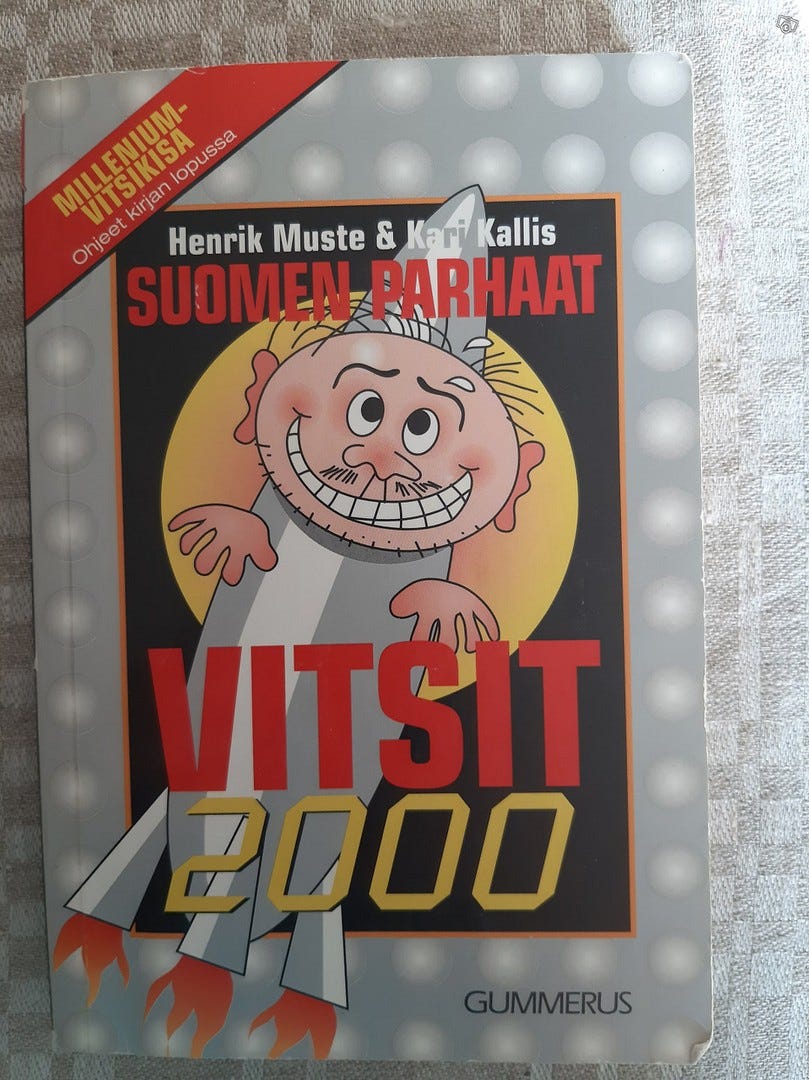 MILLENIUM-
VITSIKISA
Ohjeet kirjan lopussa
Henrik Muste & Kari Kallis
SUOMEN PARHAAT
VITSIT
2000
GUMMERUS